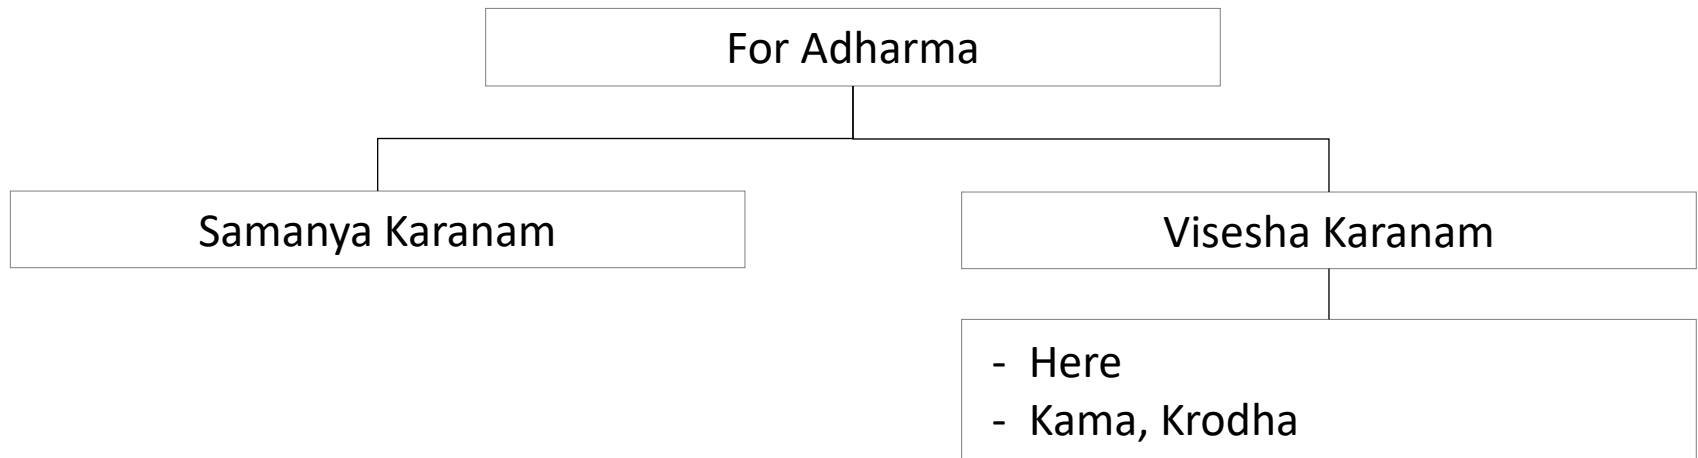 For Adharma
Samanya Karanam
Visesha Karanam
- Here
- Kama, Krodha